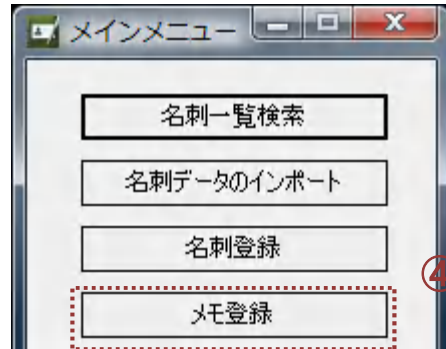 メインメニュー
名刺一覧検索
名刺データのインポート
名刺登録
④
メモ登録